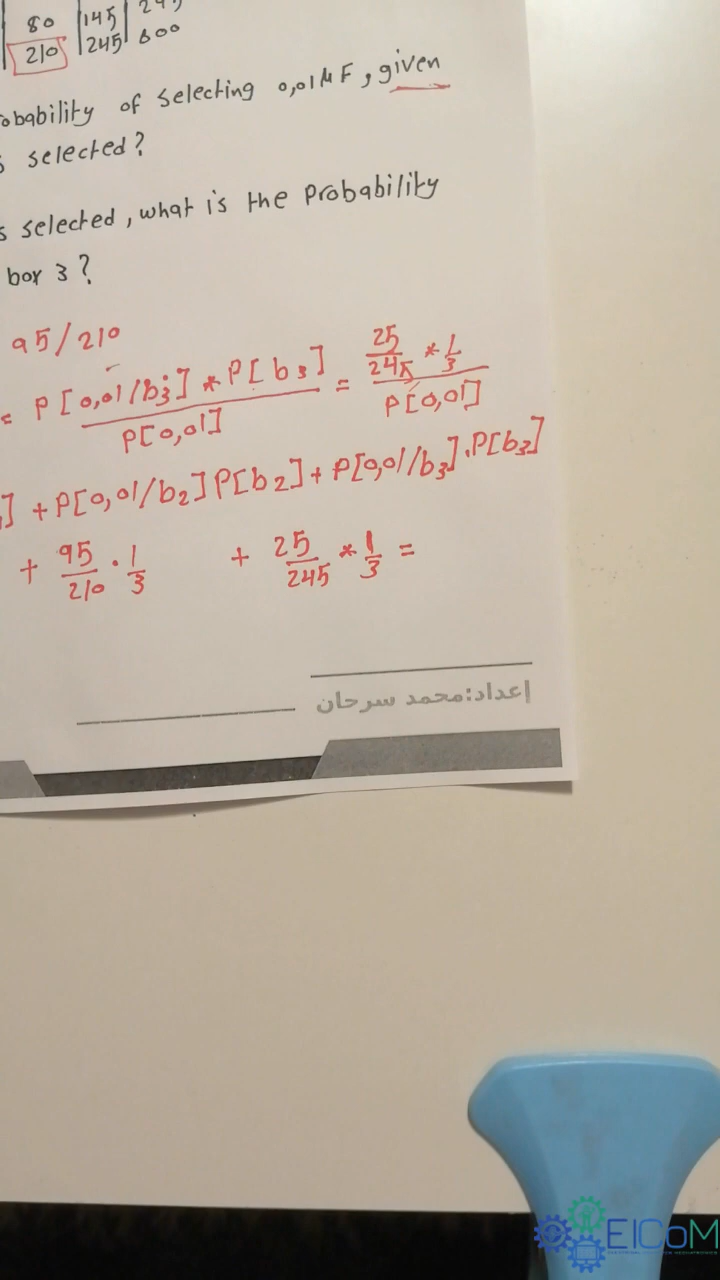 80 | 145 |
210 | 245 | 600
probability of selecting 0,01 MF, given
s selected?
s selected, what is the probability
box 3?
95/210
= P[0,01/b3] * P[b3] / P[0,01] = 25/245 * 1/3 / P[0,01]
] + P[0,01/b2] P[b2] + P[0,01/b3] . P[b3]
+ 95/210 . 1/3 + 25/245 * 1/3 =
إعداد:محمد سرحان
EICoM